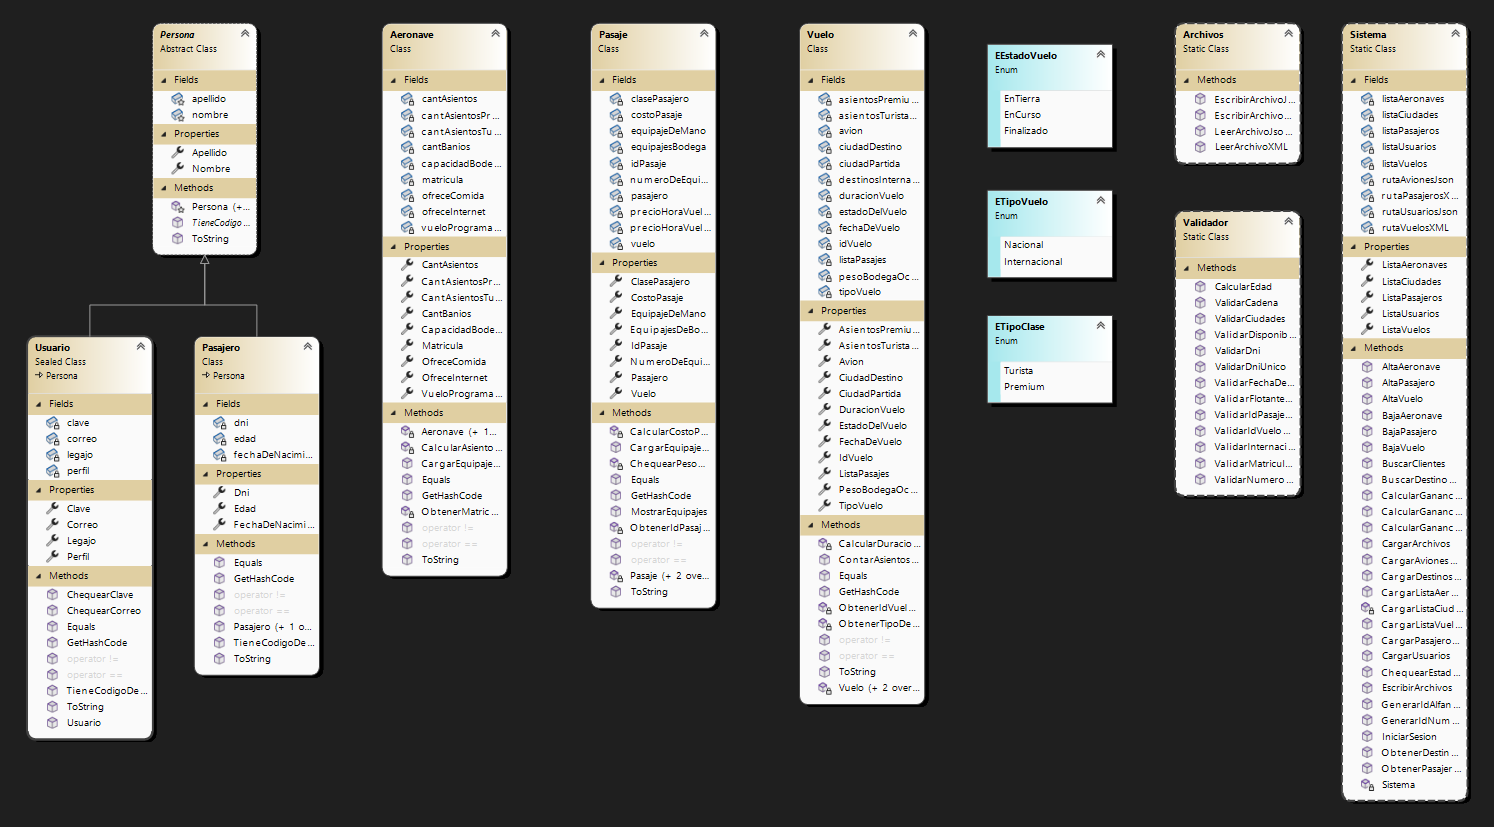 Persona
Abstract Class
Fields
apellido
nombre
Properties
Apellido
Nombre
Methods
Persona (+...
TieneCodigo...
ToString
Usuario
Sealed Class
Persona
Fields
clave
correo
legajo
perfil
Properties
Clave
Correo
Legajo
Perfil
Methods
ChequearClave
ChequearCorreo
Equals
GetHashCode
operator !=
operator ==
TieneCodigoDe...
ToString
Usuario
Pasajero
Class
Persona
Fields
dni
edad
fechaDeNacimi...
Properties
Dni
Edad
FechaDeNacimi...
Methods
Equals
GetHashCode
operator !=
operator ==
Pasajero (+ 1 o...
TieneCodigoDe...
ToString
Aeronave
Class
Fields
cantAsientos
cantAsientosPr...
cantAsientosTu...
cantBanios
capacidadBode...
matricula
ofreceComida
ofreceInternet
vueloPrograma...
Properties
CantAsientos
CantAsientosPr...
CantAsientosTu...
CantBanios
CapacidadBode...
Matricula
OfreceComida
OfreceInternet
VueloPrograma...
Methods
Aeronave (+ 1...
CalcularAsiento...
CargarEquipaje...
Equals
GetHashCode
ObtenerMatric...
operator !=
operator ==
ToString
Pasaje
Class
Fields
clasePasajero
costoPasaje
equipajeDeMano
equipajesBodega
idPasaje
numeroDeEqui...
pasajero
precioHoraVuel...
precioHoraVuel...
vuelo
Properties
ClasePasajero
CostoPasaje
EquipajeDeMano
EquipajesDeBo...
IdPasaje
NumeroDeEqui...
Pasajero
Vuelo
Methods
CalcularCostoP...
CargarEquipaje...
ChequearPeso...
Equals
GetHashCode
MostrarEquipajes
ObtenerIdPasaj...
operator !=
operator ==
Pasaje (+ 2 ove...
ToString
Vuelo
Class
Fields
asientosPremiu...
asientosTurista...
avion
ciudadDestino
ciudadPartida
destinosInterna...
duracionVuelo
estadoDelVuelo
fechaDeVuelo
idVuelo
listaPasajes
pesoBodegaOc...
tipoVuelo
Properties
AsientosPremiu...
AsientosTurista...
Avion
CiudadDestino
CiudadPartida
DuracionVuelo
EstadoDelVuelo
FechaDeVuelo
IdVuelo
ListaPasajes
PesoBodegaOc...
TipoVuelo
Methods
CalcularDuracio...
ContarAsientos...
Equals
GetHashCode
ObtenerIdVuel...
ObtenerTipoDe...
operator !=
operator ==
ToString
Vuelo (+ 2 over...
EEstadoVuelo
Enum
EnTierra
EnCurso
Finalizado
ETipoVuelo
Enum
Nacional
Internacional
ETipoClase
Enum
Turista
Premium
Archivos
Static Class
Methods
EscribirArchivoJ...
EscribirArchivo...
LeerArchivoJso...
LeerArchivoXML
Validador
Static Class
Methods
CalcularEdad
ValidarCadena
ValidarCiudades
ValidarDisponib...
ValidarDni
ValidarDniUnico
ValidarFechaDe...
ValidarFlotante...
ValidarIdPasaje...
ValidarIdVuelo...
ValidarInternaci...
ValidarMatricul...
ValidarNumero...
Sistema
Static Class
Fields
listaAeronaves
listaCiudades
listaPasajeros
listaUsuarios
listaVuelos
rutaAvionesJson
rutaPasajerosX...
rutaUsuariosJson
rutaVuelosXML
Properties
ListaAeronaves
ListaCiudades
ListaPasajeros
ListaUsuarios
ListaVuelos
Methods
AltaAeronave
AltaPasajero
AltaVuelo
BajaAeronave
BajaPasajero
BajaVuelo
BuscarClientes
BuscarDestino...
CalcularGananc...
CalcularGananc...
CalcularGananc...
CargarArchivos
CargarAviones...
CargarDestinos...
CargarListaAer...
CargarListaCiud...
CargarListaVuel...
CargarPasajero...
CargarUsuarios
ChequearEstad...
EscribirArchivos
GenerarIdAlfan...
GenerarIdNum...
IniciarSesion
ObtenerDestin...
ObtenerPasajer...
Sistema